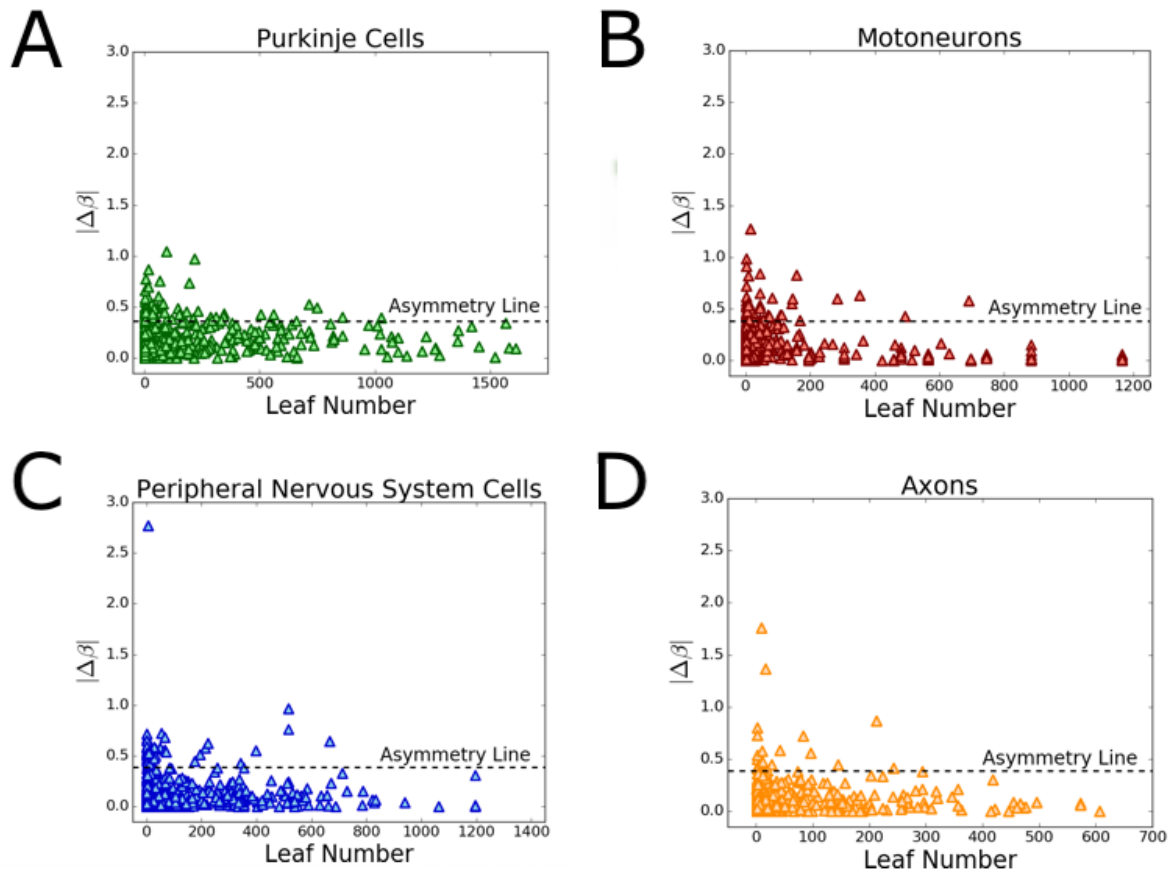 A
Purkinje Cells
3.0
2.5
2.0
1.5
1.0
0.5
0.0
|Δβ|
Asymmetry Line
0 500 1000 1500
Leaf Number
B
Motoneurons
3.0
2.5
2.0
1.5
1.0
0.5
0.0
|Δβ|
Asymmetry Line
0 200 400 600 800 1000 1200
Leaf Number
C
Peripheral Nervous System Cells
3.0
2.5
2.0
1.5
1.0
0.5
0.0
|Δβ|
Asymmetry Line
0 200 400 600 800 1000 1200 1400
Leaf Number
D
Axons
3.0
2.5
2.0
1.5
1.0
0.5
0.0
|Δβ|
Asymmetry Line
0 100 200 300 400 500 600 700
Leaf Number